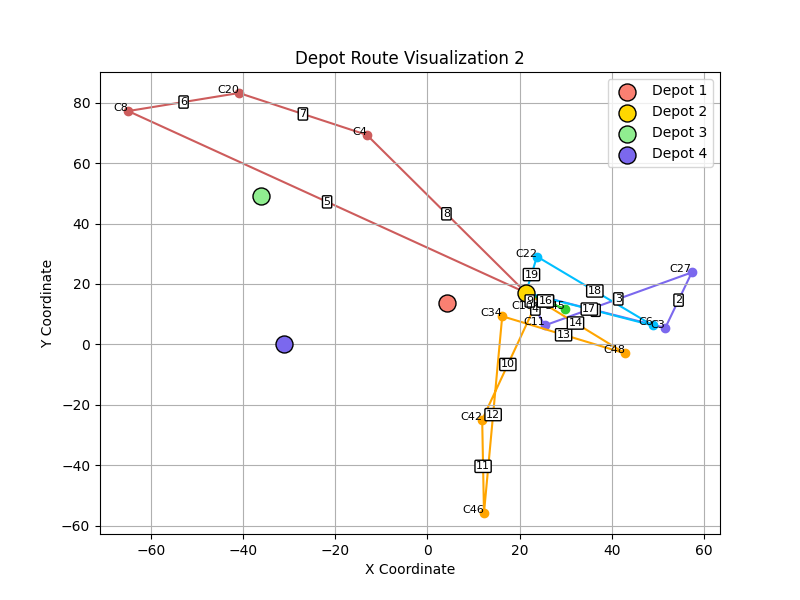 Depot Route Visualization 2
Depot 1
Depot 2
Depot 3
Depot 4
Y Coordinate
80
60
40
20
0
−20
−40
−60
−60
−40
−20
0
20
40
60
X Coordinate
C20
C8
6
7
C4
5
8
C22
19
C27
18
3
2
9
16
17
4
C34
C11
14
C6
C3
13
C48
10
C42
12
11
C46